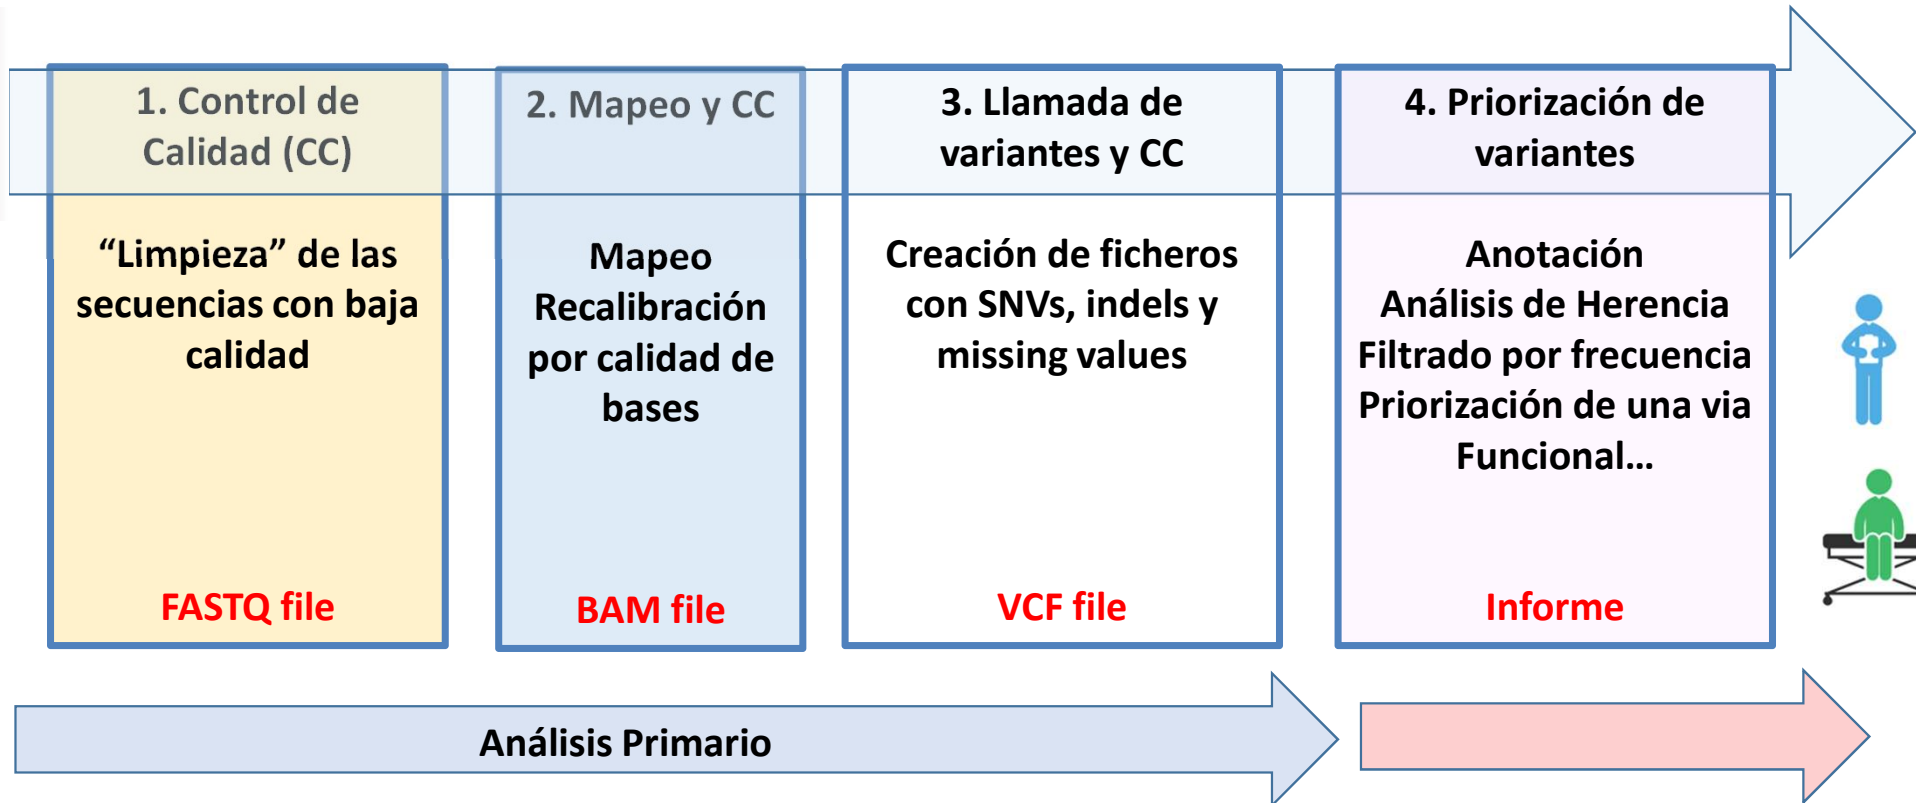 1. Control de
Calidad (CC)
“Limpieza” de las
secuencias con baja
calidad
FASTQ file
2. Mapeo y CC
Mapeo
Recalibración
por calidad de
bases
BAM file
3. Llamada de
variantes y CC
Creación de ficheros
con SNVs, indels y
missing values
VCF file
4. Priorización de
variantes
Anotación
Análisis de Herencia
Filtrado por frecuencia
Priorización de una via
Funcional...
Informe
Análisis Primario